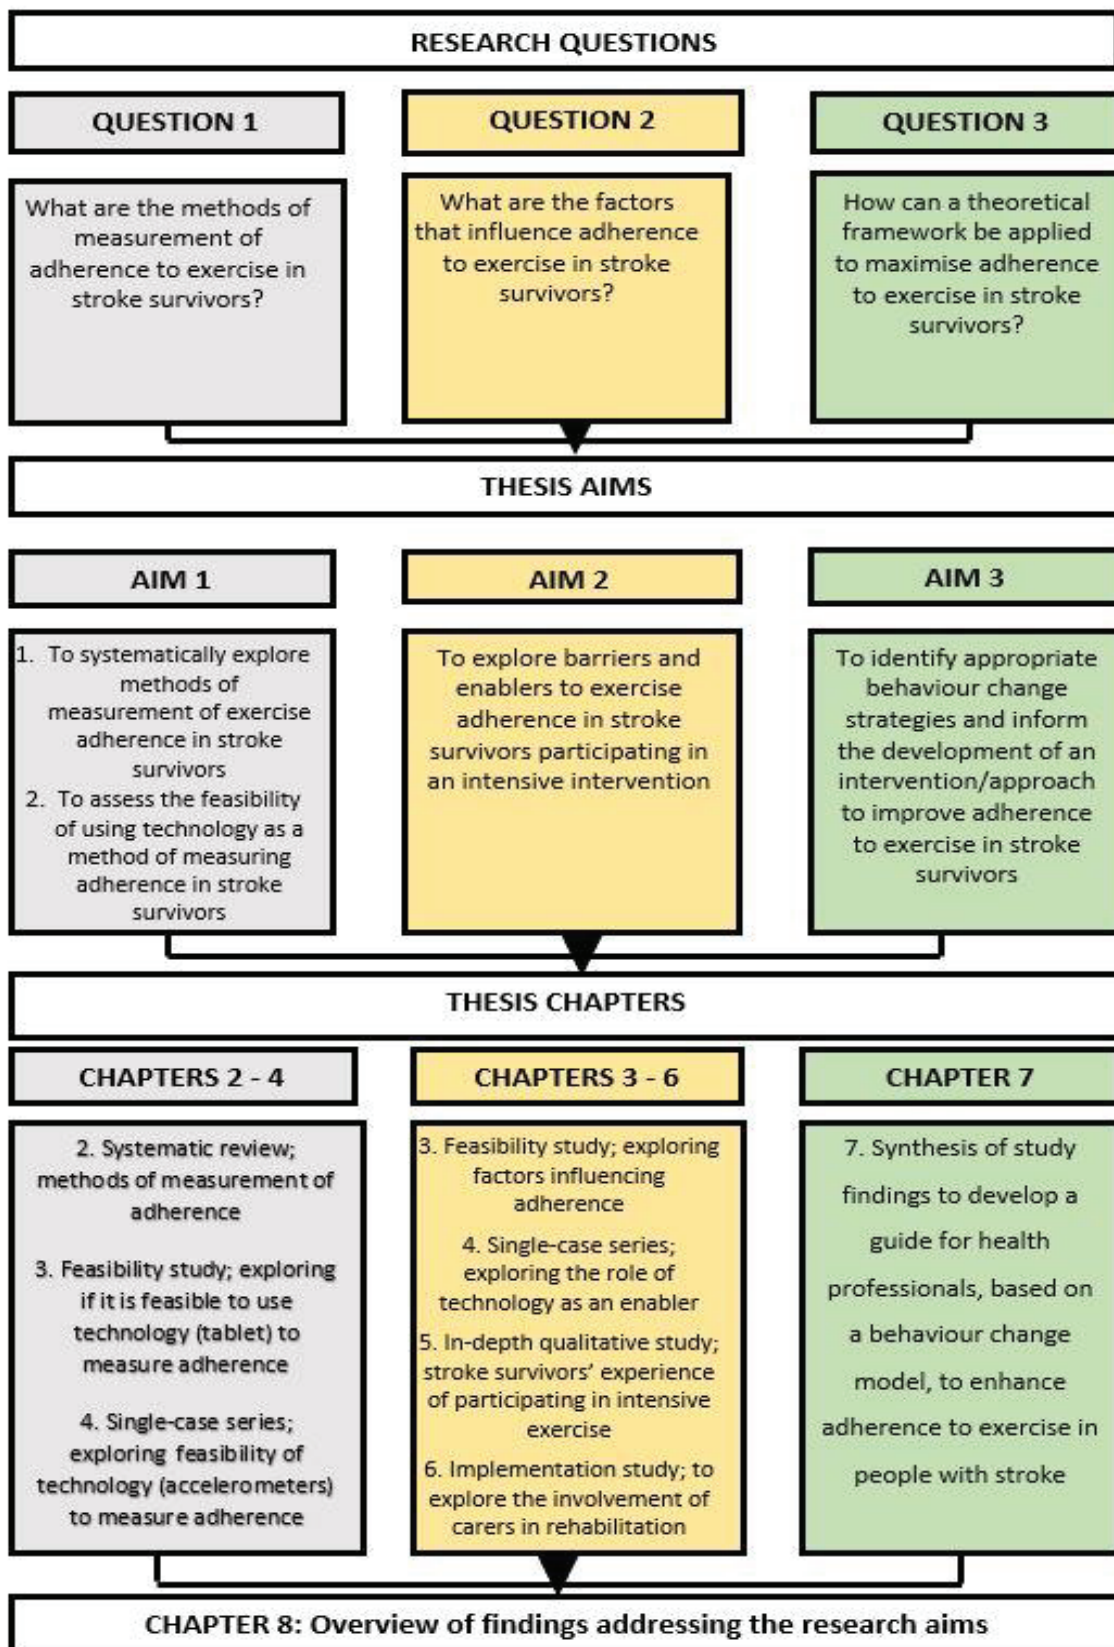 RESEARCH QUESTIONS
QUESTION 1
What are the methods of
measurement of
adherence to exercise in
stroke survivors?
QUESTION 2
What are the factors
that influence adherence
to exercise in stroke
survivors?
QUESTION 3
How can a theoretical
framework be applied
to maximise adherence
to exercise in stroke
survivors?
THESIS AIMS
AIM 1
1. To systematically explore
methods of
measurement of exercise
adherence in stroke
survivors
2. To assess the feasibility
of using technology as a
method of measuring
adherence in stroke
survivors
AIM 2
To explore barriers and
enablers to exercise
adherence in stroke
survivors participating in
an intensive intervention
AIM 3
To identify appropriate
behaviour change
strategies and inform
the development of an
intervention/approach
to improve adherence
to exercise in stroke
survivors
THESIS CHAPTERS
CHAPTERS 2 - 4
2. Systematic review;
methods of measurement of
adherence
3. Feasibility study; exploring
if it is feasible to use
technology (tablet) to
measure adherence
4. Single-case series;
exploring feasibility of
technology (accelerometers)
to measure adherence
CHAPTERS 3 - 6
3. Feasibility study; exploring
factors influencing
adherence
4. Single-case series;
exploring the role of
technology as an enabler
5. In-depth qualitative study;
stroke survivors’ experience
of participating in intensive
exercise
6. Implementation study; to
explore the involvement of
carers in rehabilitation
CHAPTER 7
7. Synthesis of study
findings to develop a
guide for health
professionals, based on
a behaviour change
model, to enhance
adherence to exercise in
people with stroke
CHAPTER 8: Overview of findings addressing the research aims